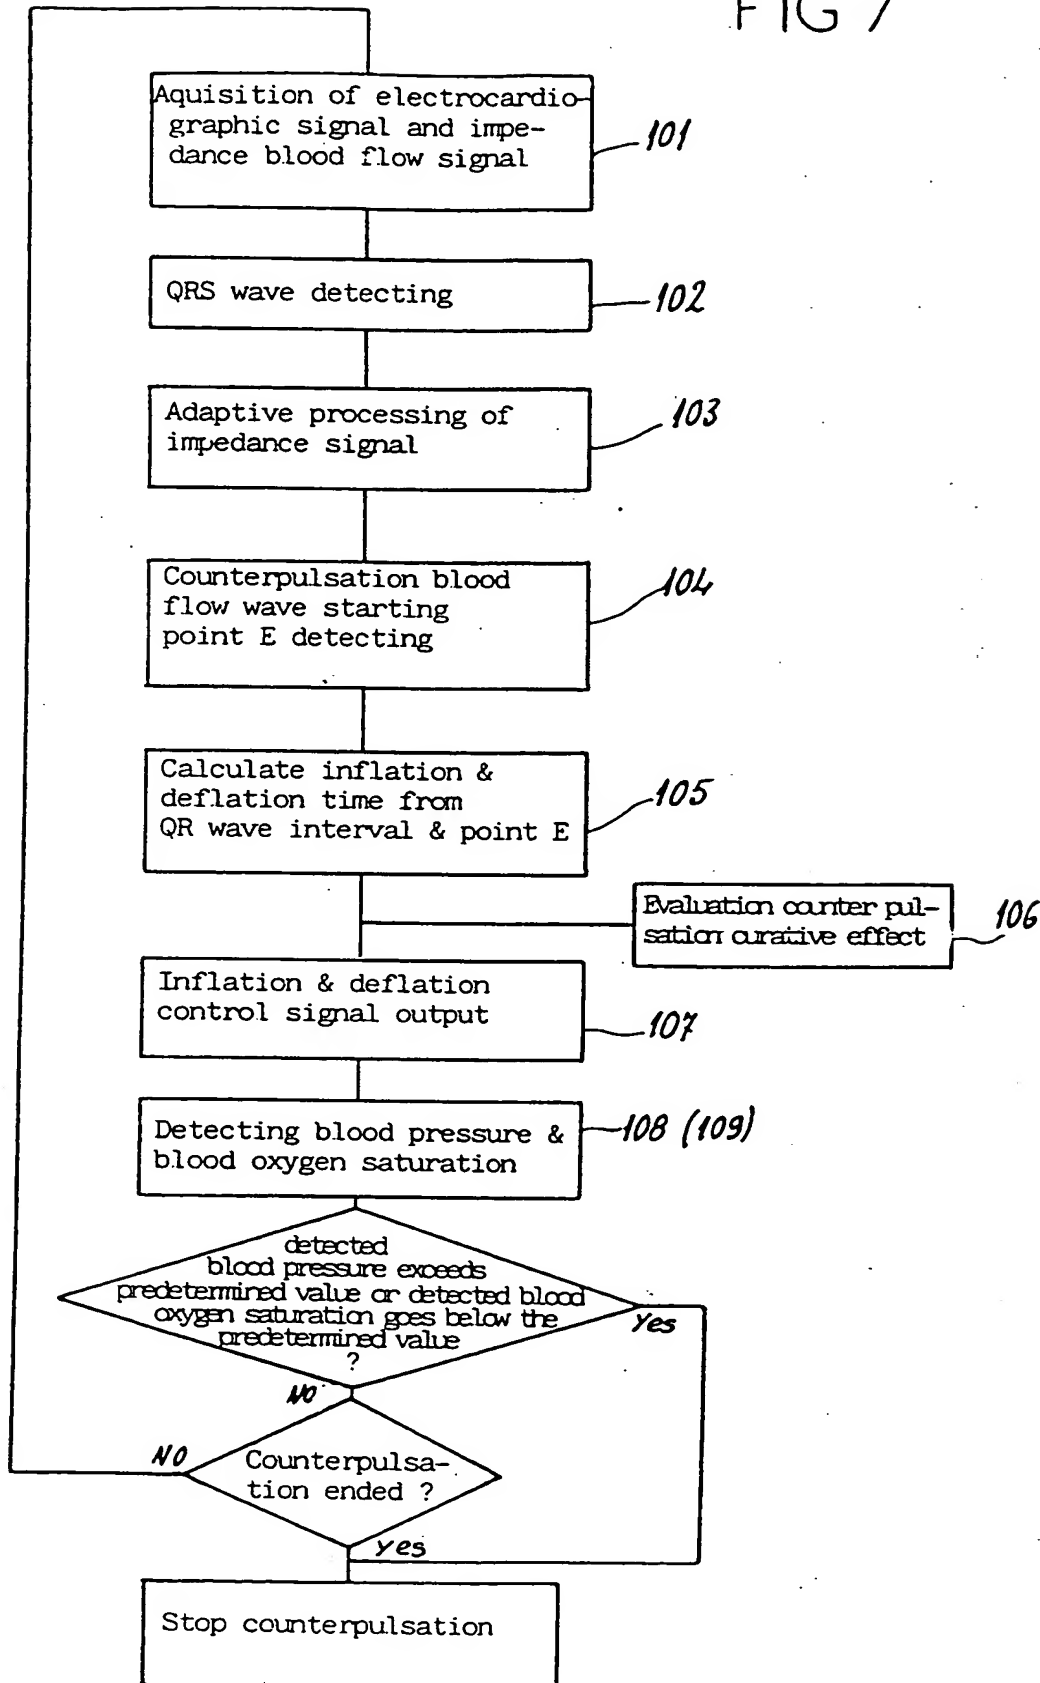 FIG 7
Aquisition of electrocardio-
graphic signal and impe-
dance blood flow signal
101
QRS wave detecting
102
Adaptive processing of
impedance signal
103
Counterpulsation blood
flow wave starting
point E detecting
104
Calculate inflation &
deflation time from
QR wave interval & point E
105
Evaluation counter pul-
sation curative effect
106
Inflation & deflation
control signal output
107
Detecting blood pressure &
blood oxygen saturation
108 (109)
detected
blood pressure exceeds
predetermined value or detected blood
oxygen saturation goes below the
predetermined value
?
Yes
NO
NO
Counterpulsa-
tion ended ?
yes
Stop counterpulsation